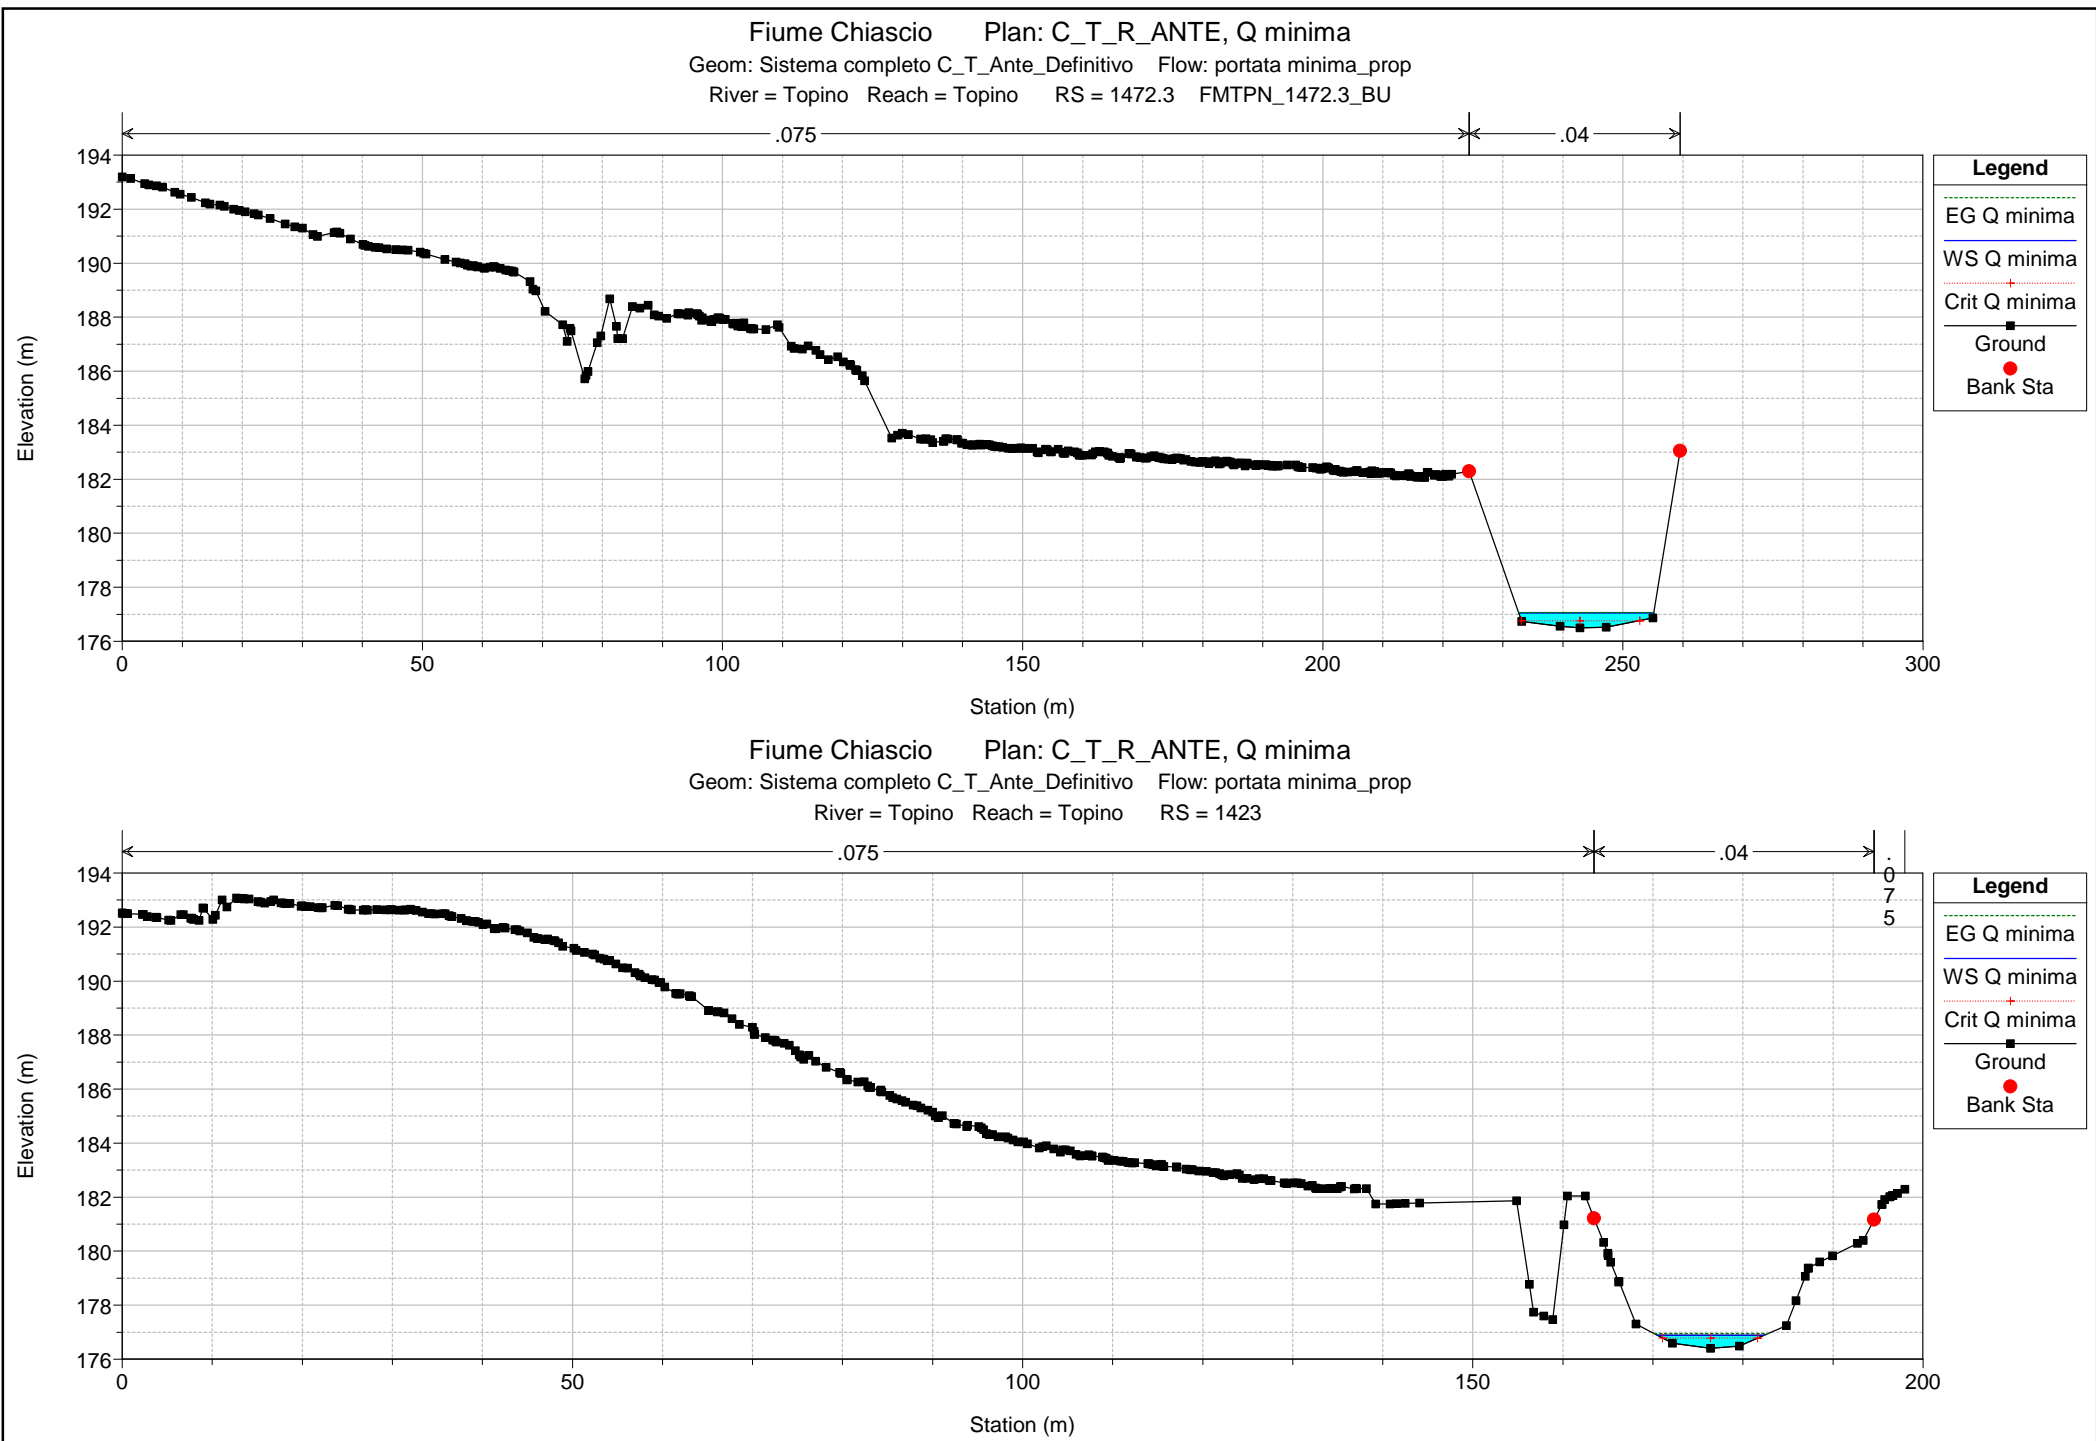 Fiume Chiascio Plan: C_T_R_ANTE, Q minima
Geom: Sistema completo C_T_Ante_Definitivo Flow: portata minima_prop
River = Topino Reach = Topino RS = 1472.3 FMTPN_1472.3_BU
.075 .04
194
192
190
188
186
184
182
180
178
176
Elevation (m)
0 50 100 150 200 250 300
Station (m)
Legend
EG Q minima
WS Q minima
Crit Q minima
Ground
Bank Sta
Fiume Chiascio Plan: C_T_R_ANTE, Q minima
Geom: Sistema completo C_T_Ante_Definitivo Flow: portata minima_prop
River = Topino Reach = Topino RS = 1423
.075 .04 .075
194
192
190
188
186
184
182
180
178
176
Elevation (m)
0 50 100 150 200
Station (m)
Legend
EG Q minima
WS Q minima
Crit Q minima
Ground
Bank Sta